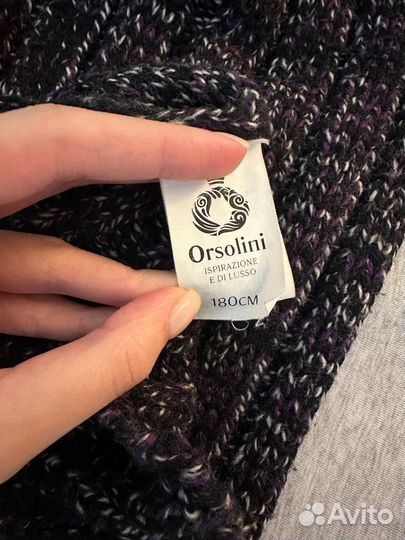 Orsolini
ISPIRAZIONE
E DI LUSSO
180CM
Avito